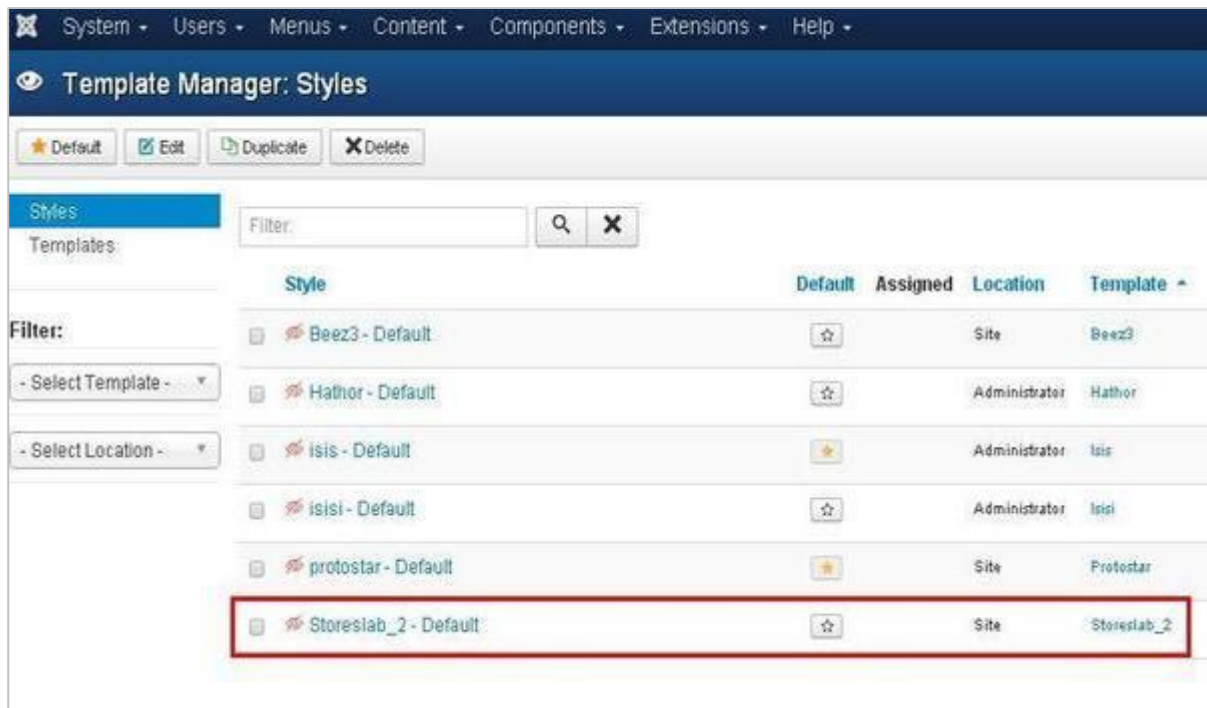 System Users Menus Content Components Extensions Help
Template Manager: Styles
Default Edit Duplicate Delete
Styles
Templates
Filter:
Style Default Assigned Location Template
Filter:
Beez3 - Default Site Beez3
- Select Template -
Hathor - Default Administrator Hathor
- Select Location -
isis - Default Administrator Isis
isisi - Default Administrator Isisi
protostar - Default Site Protostar
Storeslab_2 - Default Site Storeslab_2